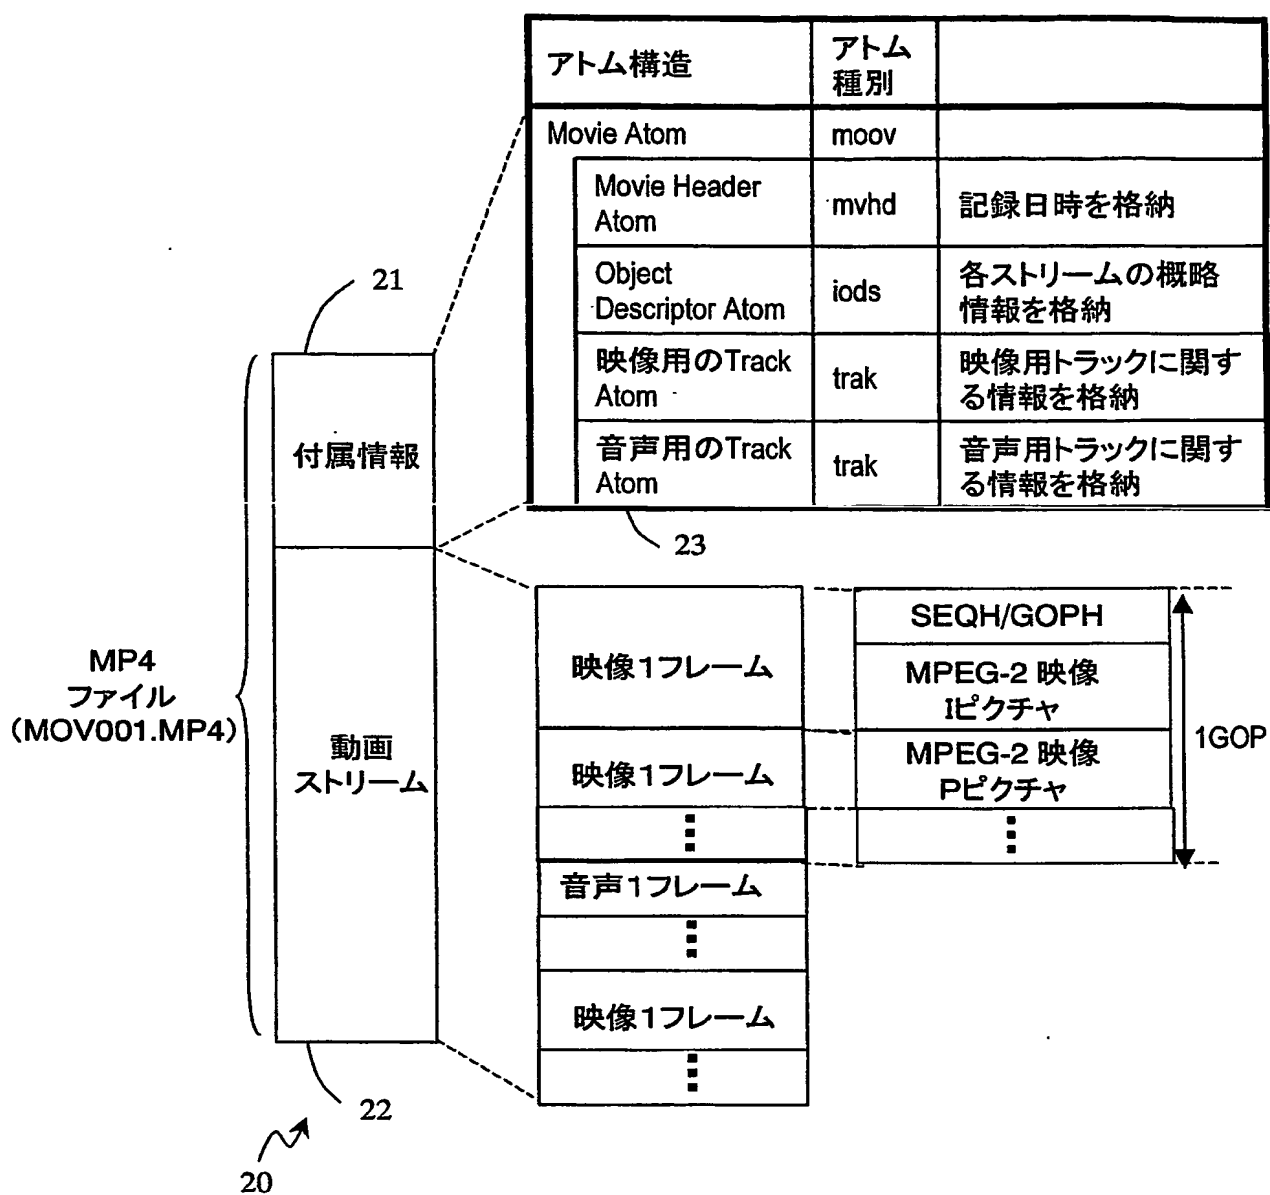 アトム構造
アトム
種別
Movie Atom
moov
Movie Header
Atom
mvhd
記録日時を格納
Object
Descriptor Atom
iods
各ストリームの概略
情報を格納
映像用のTrack
Atom
trak
映像用トラックに関す
る情報を格納
音声用のTrack
Atom
trak
音声用トラックに関す
る情報を格納
23
21
付属情報
MP4
ファイル
(MOV001.MP4)
動画
ストリーム
22
20
映像1フレーム
映像1フレーム
⋮
音声1フレーム
⋮
映像1フレーム
⋮
SEQH/GOPH
MPEG-2 映像
Iピクチャ
MPEG-2 映像
Pピクチャ
⋮
1GOP